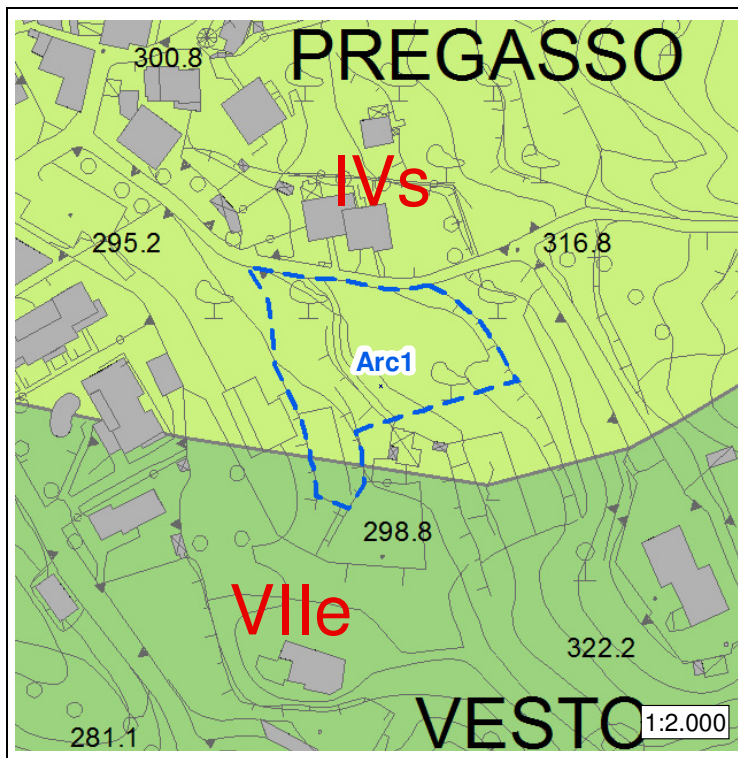 PREGASSO
300.8
IVs
295.2
316.8
Arc1
298.8
VIIe
322.2
VESTO
1:2.000
281.1